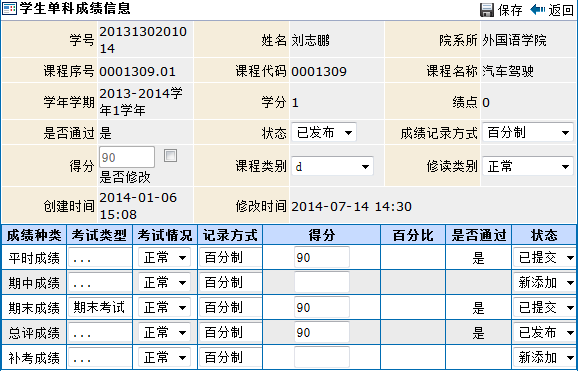 学生单科成绩信息 保存 返回
学号 20131302010
14 姓名 刘志鹏 院系所 外国语学院
课程序号 0001309.01 课程代码 0001309 课程名称 汽车驾驶
学年学期 2013-2014学
年1学年 学分 1 绩点 0
是否通过 是 状态 已发布 成绩记录方式 百分制
得分 90
是否修改 课程类别 d 修读类别 正常
创建时间 2014-01-06
15:08 修改时间 2014-07-14 14:30
成绩种类 考试类型 考试情况 记录方式 得分 百分比 是否通过 状态
平时成绩 ... 正常 百分制 90 是 已提交
期中成绩 ... 正常 百分制 新添加
期末成绩 期末考试 正常 百分制 90 是 已提交
总评成绩 ... 正常 百分制 90 是 已发布
补考成绩 ... 正常 百分制 新添加